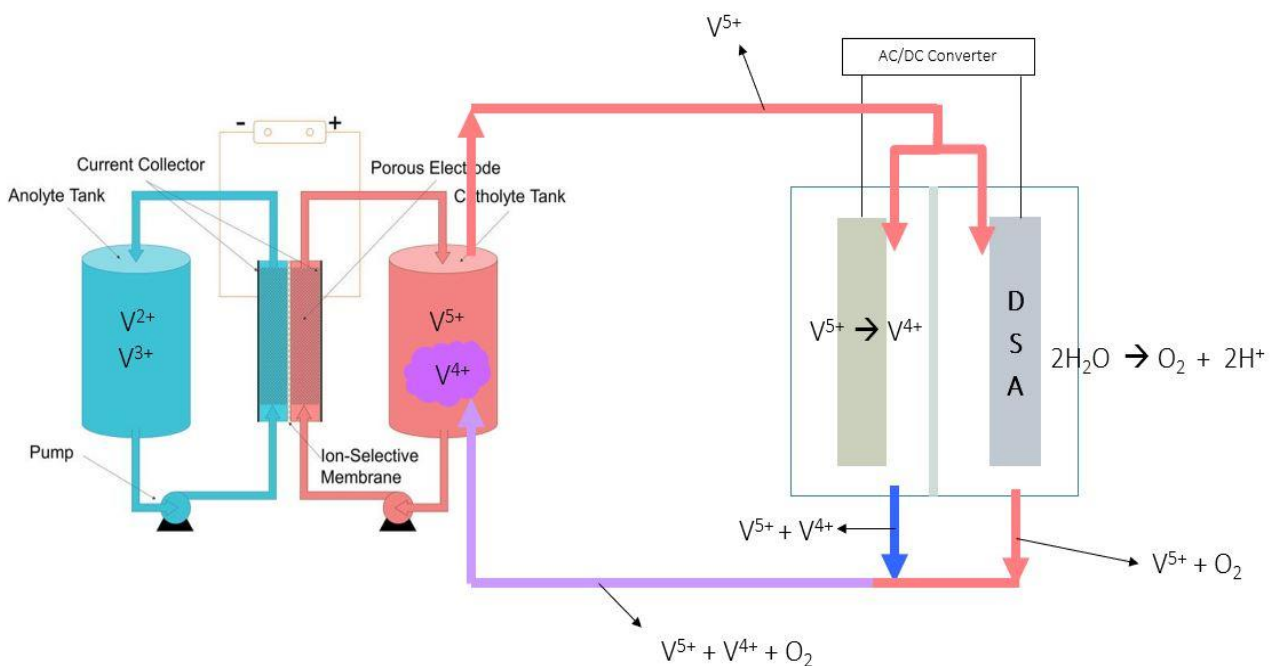 V⁵⁺
AC/DC Converter
- +
Current Collector
Porous Electrode
Anolyte Tank
Catholyte Tank
V²⁺
V³⁺
V⁵⁺
V⁴⁺
V⁵⁺ → V⁴⁺
D
S
A
2H₂O → O₂ + 2H⁺
Pump
Ion-Selective
Membrane
V⁵⁺ + V⁴⁺
V⁵⁺ + O₂
V⁵⁺ + V⁴⁺ + O₂